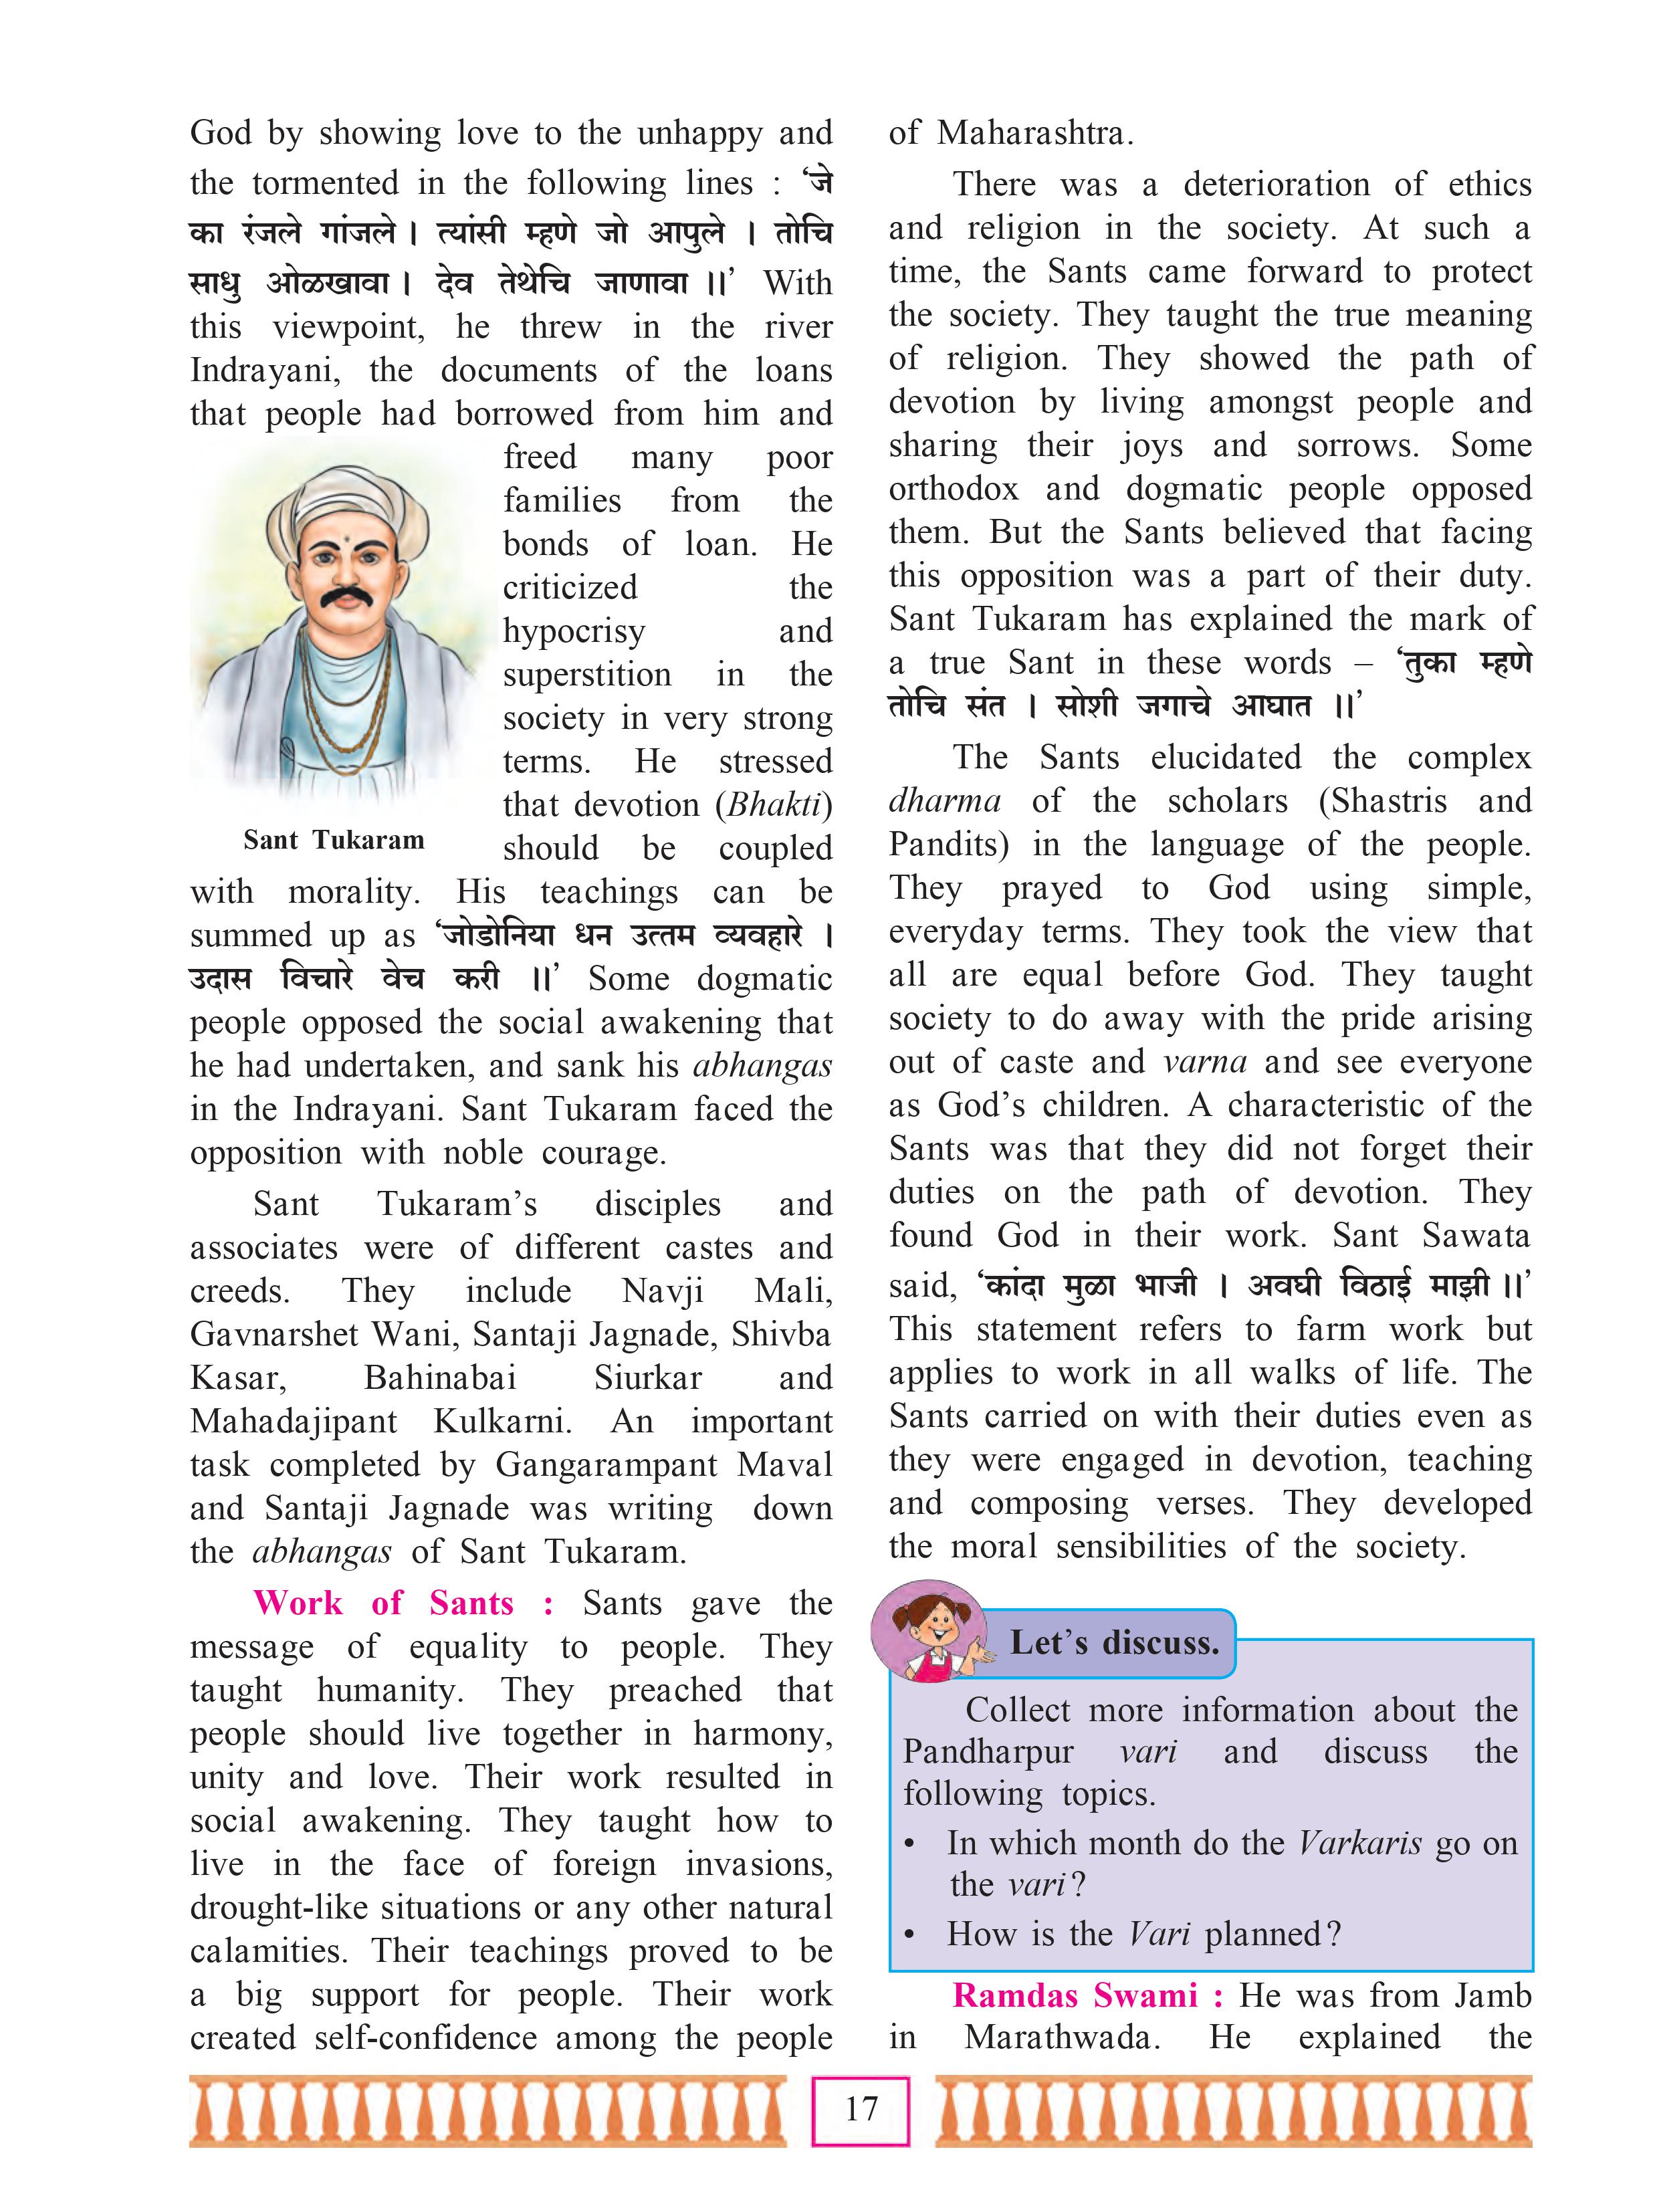 God by showing love to the unhappy and
the tormented in the following lines : ‘जे
का रंजले गांजले । त्यांसी म्हणे जो आपुले । तोचि
साधु ओळखावा । देव तेथेचि जाणावा ।।’ With
this viewpoint, he threw in the river
Indrayani, the documents of the loans
that people had borrowed from him and
freed many poor
families from the
bonds of loan. He
criticized the
hypocrisy and
superstition in the
society in very strong
terms. He stressed
that devotion (Bhakti)
should be coupled
Sant Tukaram
with morality. His teachings can be
summed up as ‘जोडोनिया धन उत्तम व्यवहारे ।
उदास विचारे वेच करी ।।’ Some dogmatic
people opposed the social awakening that
he had undertaken, and sank his abhangas
in the Indrayani. Sant Tukaram faced the
opposition with noble courage.
Sant Tukaram’s disciples and
associates were of different castes and
creeds. They include Navji Mali,
Gavnarshet Wani, Santaji Jagnade, Shivba
Kasar, Bahinabai Siurkar and
Mahadajipant Kulkarni. An important
task completed by Gangarampant Maval
and Santaji Jagnade was writing down
the abhangas of Sant Tukaram.
Work of Sants : Sants gave the
message of equality to people. They
taught humanity. They preached that
people should live together in harmony,
unity and love. Their work resulted in
social awakening. They taught how to
live in the face of foreign invasions,
drought-like situations or any other natural
calamities. Their teachings proved to be
a big support for people. Their work
created self-confidence among the people
of Maharashtra.
There was a deterioration of ethics
and religion in the society. At such a
time, the Sants came forward to protect
the society. They taught the true meaning
of religion. They showed the path of
devotion by living amongst people and
sharing their joys and sorrows. Some
orthodox and dogmatic people opposed
them. But the Sants believed that facing
this opposition was a part of their duty.
Sant Tukaram has explained the mark of
a true Sant in these words – ‘तुका म्हणे
तोचि संत । सोशी जगाचे आघात ।।’
The Sants elucidated the complex
dharma of the scholars (Shastris and
Pandits) in the language of the people.
They prayed to God using simple,
everyday terms. They took the view that
all are equal before God. They taught
society to do away with the pride arising
out of caste and varna and see everyone
as God’s children. A characteristic of the
Sants was that they did not forget their
duties on the path of devotion. They
found God in their work. Sant Sawata
said, ‘कांदा मुळा भाजी । अवघी विठाई माझी ।।’
This statement refers to farm work but
applies to work in all walks of life. The
Sants carried on with their duties even as
they were engaged in devotion, teaching
and composing verses. They developed
the moral sensibilities of the society.
Let’s discuss.
Collect more information about the
Pandharpur vari and discuss the
following topics.
• In which month do the Varkaris go on
the vari?
• How is the Vari planned?
Ramdas Swami : He was from Jamb
in Marathwada. He explained the
17